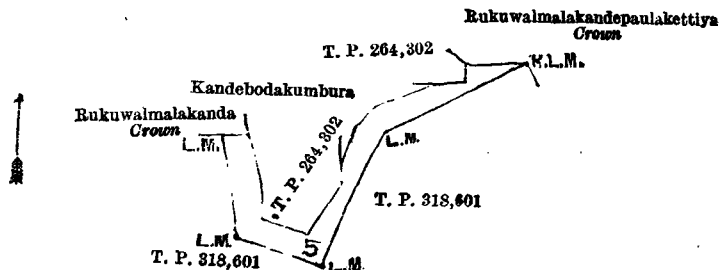 Rukuwalmalakandepaulakettiya
Crown
T. P. 264,302
K.L.M.
Kandebodakumbura
Rukuwalmalakanda
Crown
L.M.
T. P. 264,302
L.M.
T. P. 318,601
L.M.
5
T. P. 318,601
L.M.